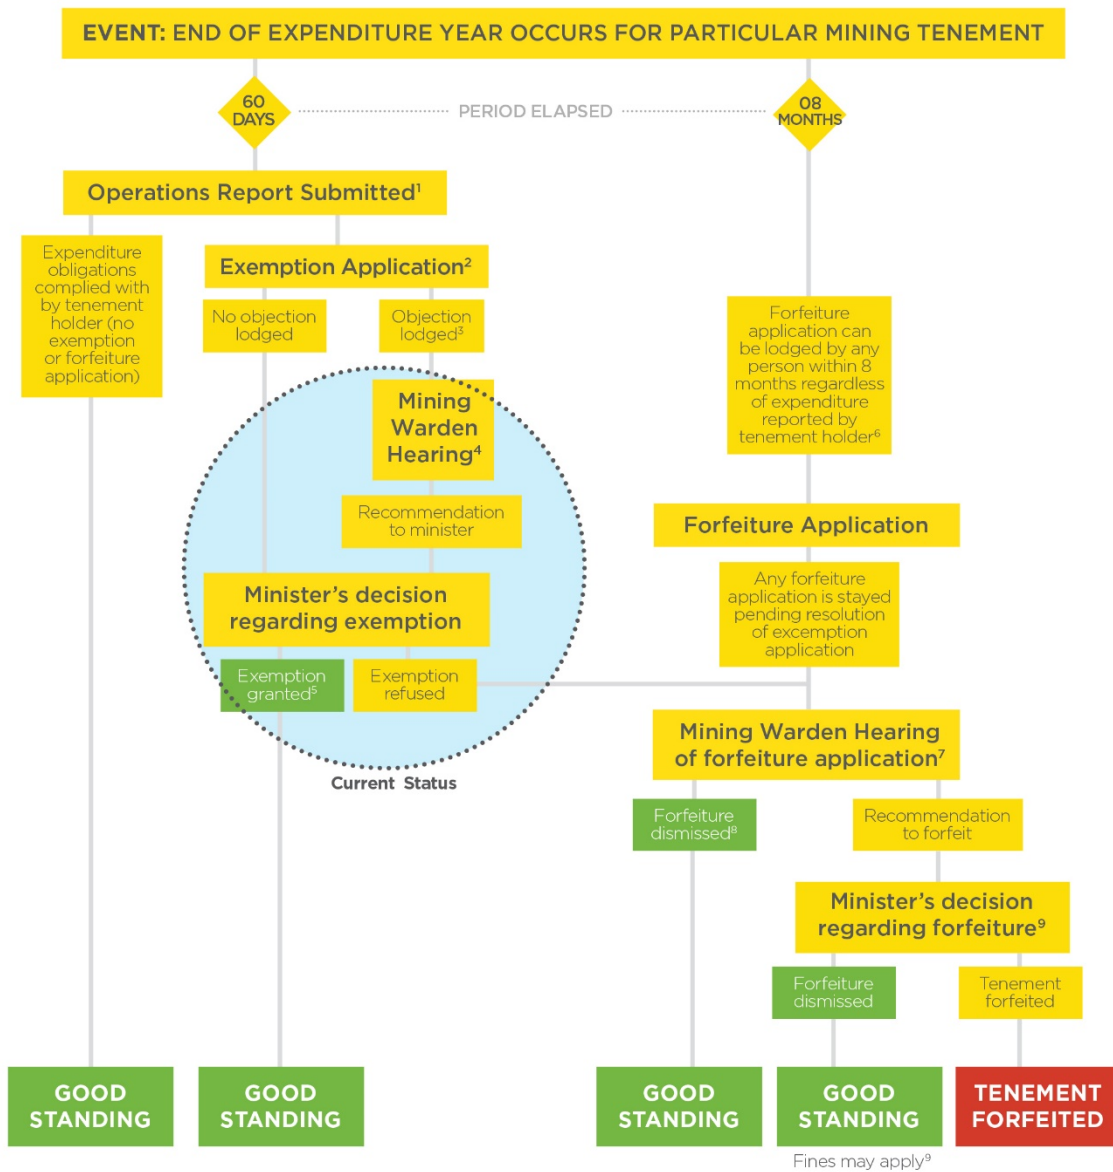 EVENT: END OF EXPENDITURE YEAR OCCURS FOR PARTICULAR MINING TENEMENT
60
DAYS
PERIOD ELAPSED
08
MONTHS
Operations Report Submitted¹
Expenditure
obligations
complied with
by tenement
holder (no
exemption
or forfeiture
application)
Exemption Application²
No objection
lodged
Objection
lodged³
Mining
Warden
Hearing⁴
Recommendation
to minister
Minister's decision
regarding exemption
Exemption
granted⁵
Exemption
refused
Current Status
Forfeiture
application can
be lodged by any
person within 8
months regardless
of expenditure
reported by
tenement holder⁶
Forfeiture Application
Any forfeiture
application is stayed
pending resolution
of excemption
application
Mining Warden Hearing
of forfeiture application⁷
Forfeiture
dismissed⁸
Recommendation
to forfeit
Minister's decision
regarding forfeiture⁹
Forfeiture
dismissed
Tenement
forfeited
GOOD
STANDING
GOOD
STANDING
GOOD
STANDING
GOOD
STANDING
TENEMENT
FORFEITED
Fines may apply⁹